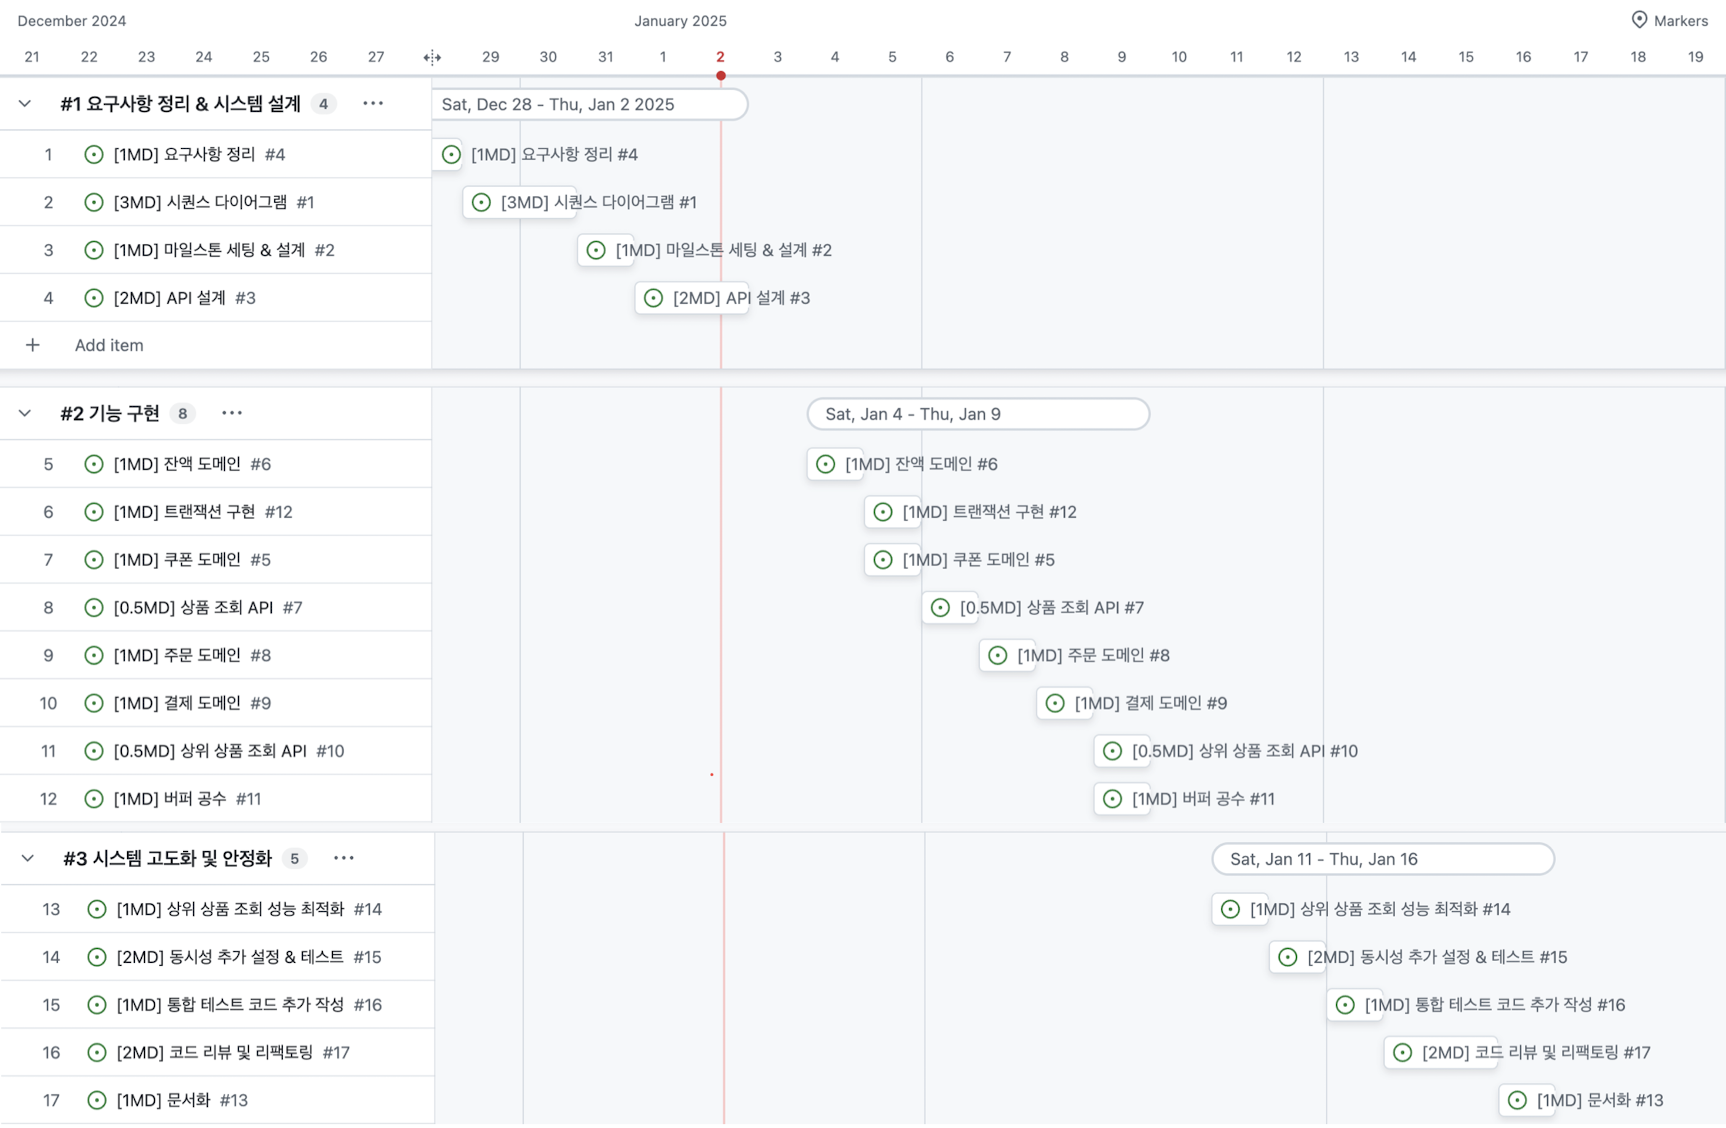 December 2024 January 2025 Markers
21 22 23 24 25 26 27 29 30 31 1 2 3 4 5 6 7 8 9 10 11 12 13 14 15 16 17 18 19
#1 요구사항 정리 & 시스템 설계 4 ... Sat, Dec 28 - Thu, Jan 2 2025
1 [1MD] 요구사항 정리 #4 [1MD] 요구사항 정리 #4
2 [3MD] 시퀀스 다이어그램 #1 [3MD] 시퀀스 다이어그램 #1
3 [1MD] 마일스톤 세팅 & 설계 #2 [1MD] 마일스톤 세팅 & 설계 #2
4 [2MD] API 설계 #3 [2MD] API 설계 #3
+ Add item
#2 기능 구현 8 ... Sat, Jan 4 - Thu, Jan 9
5 [1MD] 잔액 도메인 #6 [1MD] 잔액 도메인 #6
6 [1MD] 트랜잭션 구현 #12 [1MD] 트랜잭션 구현 #12
7 [1MD] 쿠폰 도메인 #5 [1MD] 쿠폰 도메인 #5
8 [0.5MD] 상품 조회 API #7 [0.5MD] 상품 조회 API #7
9 [1MD] 주문 도메인 #8 [1MD] 주문 도메인 #8
10 [1MD] 결제 도메인 #9 [1MD] 결제 도메인 #9
11 [0.5MD] 상위 상품 조회 API #10 [0.5MD] 상위 상품 조회 API #10
12 [1MD] 버퍼 공수 #11 [1MD] 버퍼 공수 #11
#3 시스템 고도화 및 안정화 5 ... Sat, Jan 11 - Thu, Jan 16
13 [1MD] 상위 상품 조회 성능 최적화 #14 [1MD] 상위 상품 조회 성능 최적화 #14
14 [2MD] 동시성 추가 설정 & 테스트 #15 [2MD] 동시성 추가 설정 & 테스트 #15
15 [1MD] 통합 테스트 코드 추가 작성 #16 [1MD] 통합 테스트 코드 추가 작성 #16
16 [2MD] 코드 리뷰 및 리팩토링 #17 [2MD] 코드 리뷰 및 리팩토링 #17
17 [1MD] 문서화 #13 [1MD] 문서화 #13